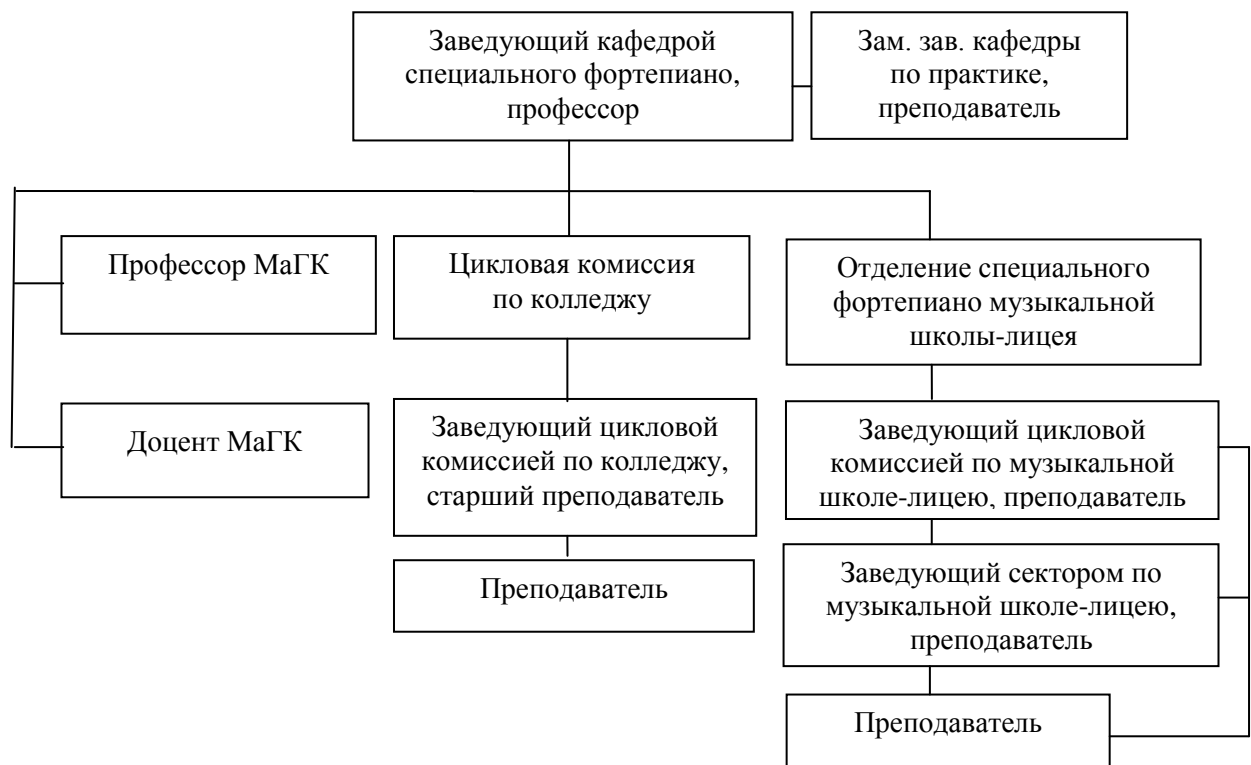 Заведующий кафедрой
специального фортепиано,
профессор
Зам. зав. кафедры
по практике,
преподаватель
Профессор МаГК
Доцент МаГК
Цикловая комиссия
по колледжу
Заведующий цикловой
комиссией по колледжу,
старший преподаватель
Преподаватель
Отделение специального
фортепиано музыкальной
школы-лицея
Заведующий цикловой
комиссией по музыкальной
школе-лицею, преподаватель
Заведующий сектором по
музыкальной школе-лицею,
преподаватель
Преподаватель